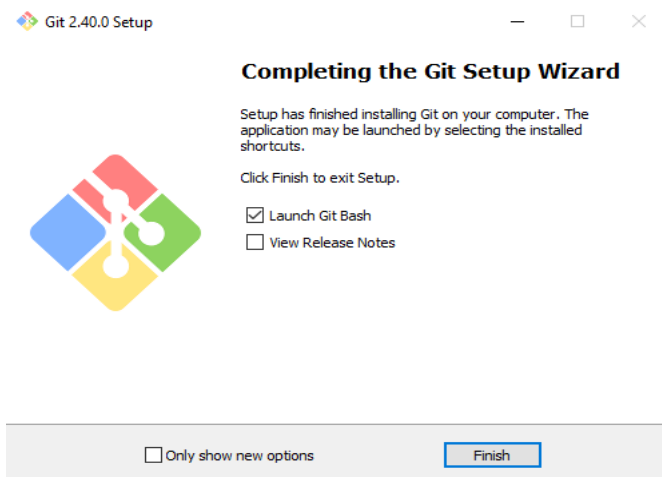 Git 2.40.0 Setup
Completing the Git Setup Wizard
Setup has finished installing Git on your computer. The
application may be launched by selecting the installed
shortcuts.
Click Finish to exit Setup.
Launch Git Bash
View Release Notes
Only show new options
Finish